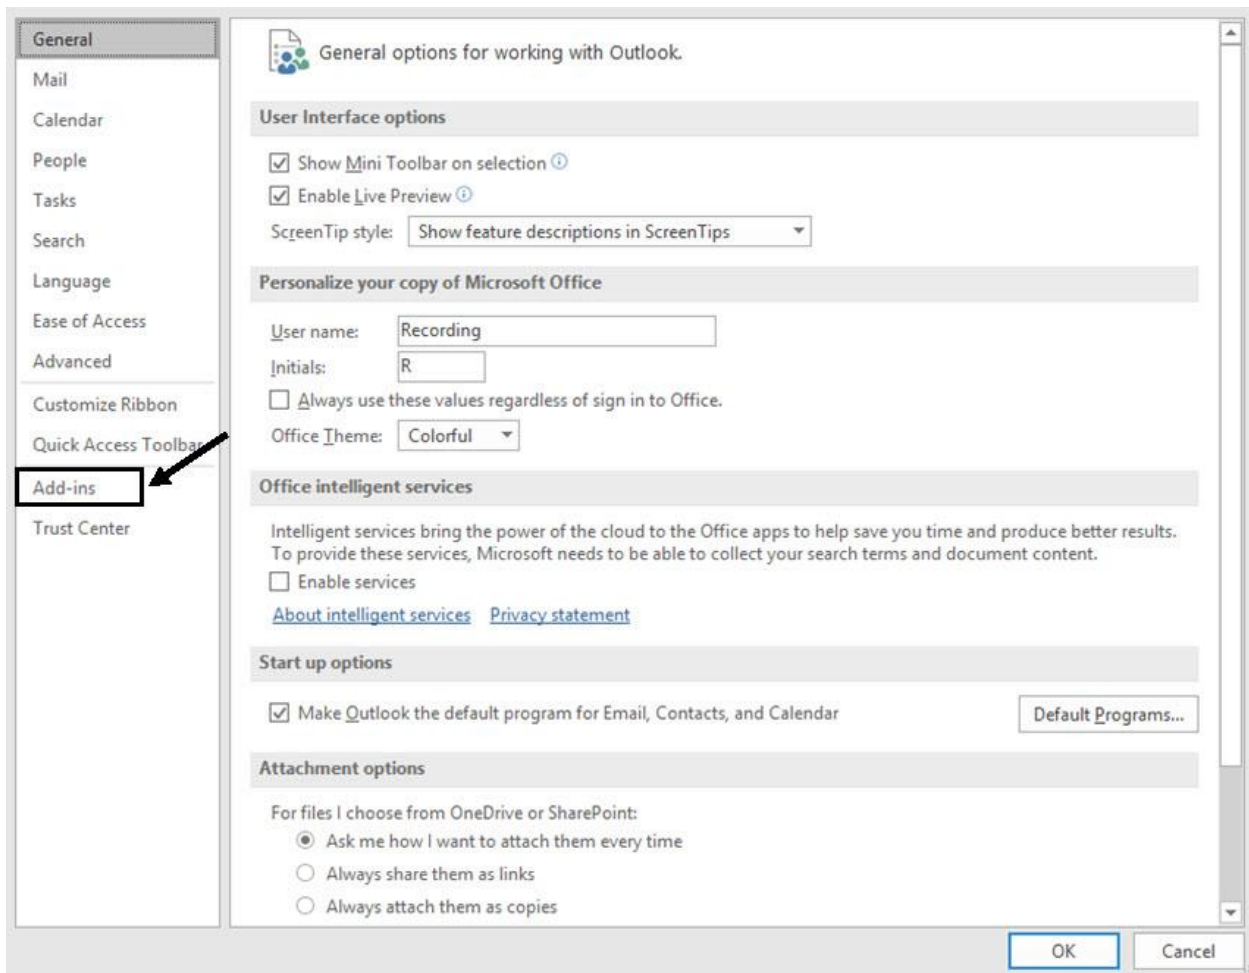 General
Mail
Calendar
People
Tasks
Search
Language
Ease of Access
Advanced
Customize Ribbon
Quick Access Toolbar
Add-ins
Trust Center
General options for working with Outlook.
User Interface options
Show Mini Toolbar on selection
Enable Live Preview
ScreenTip style: Show feature descriptions in ScreenTips
Personalize your copy of Microsoft Office
User name: Recording
Initials: R
Always use these values regardless of sign in to Office.
Office Theme: Colorful
Office intelligent services
Intelligent services bring the power of the cloud to the Office apps to help save you time and produce better results.
To provide these services, Microsoft needs to be able to collect your search terms and document content.
Enable services
About intelligent services Privacy statement
Start up options
Make Outlook the default program for Email, Contacts, and Calendar Default Programs...
Attachment options
For files I choose from OneDrive or SharePoint:
Ask me how I want to attach them every time
Always share them as links
Always attach them as copies
OK Cancel